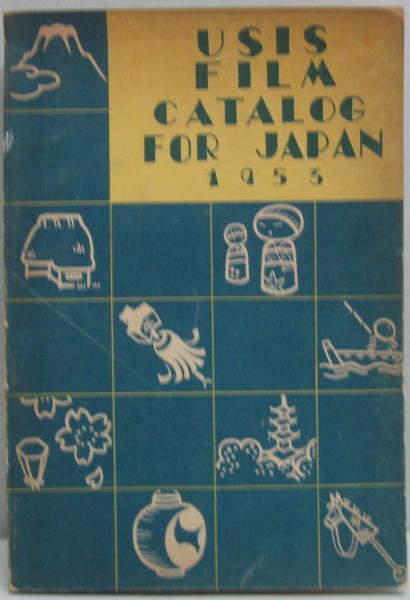 USIS
FILM
CATALOG
FOR JAPAN
1953